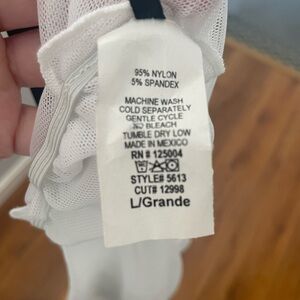 95% NYLON
5% SPANDEX
MACHINE WASH
COLD SEPARATELY
GENTLE CYCLE
NO BLEACH
TUMBLE DRY LOW
MADE IN MEXICO
RN# 125004
STYLE# 5613
CUT# 12998
L/Grande